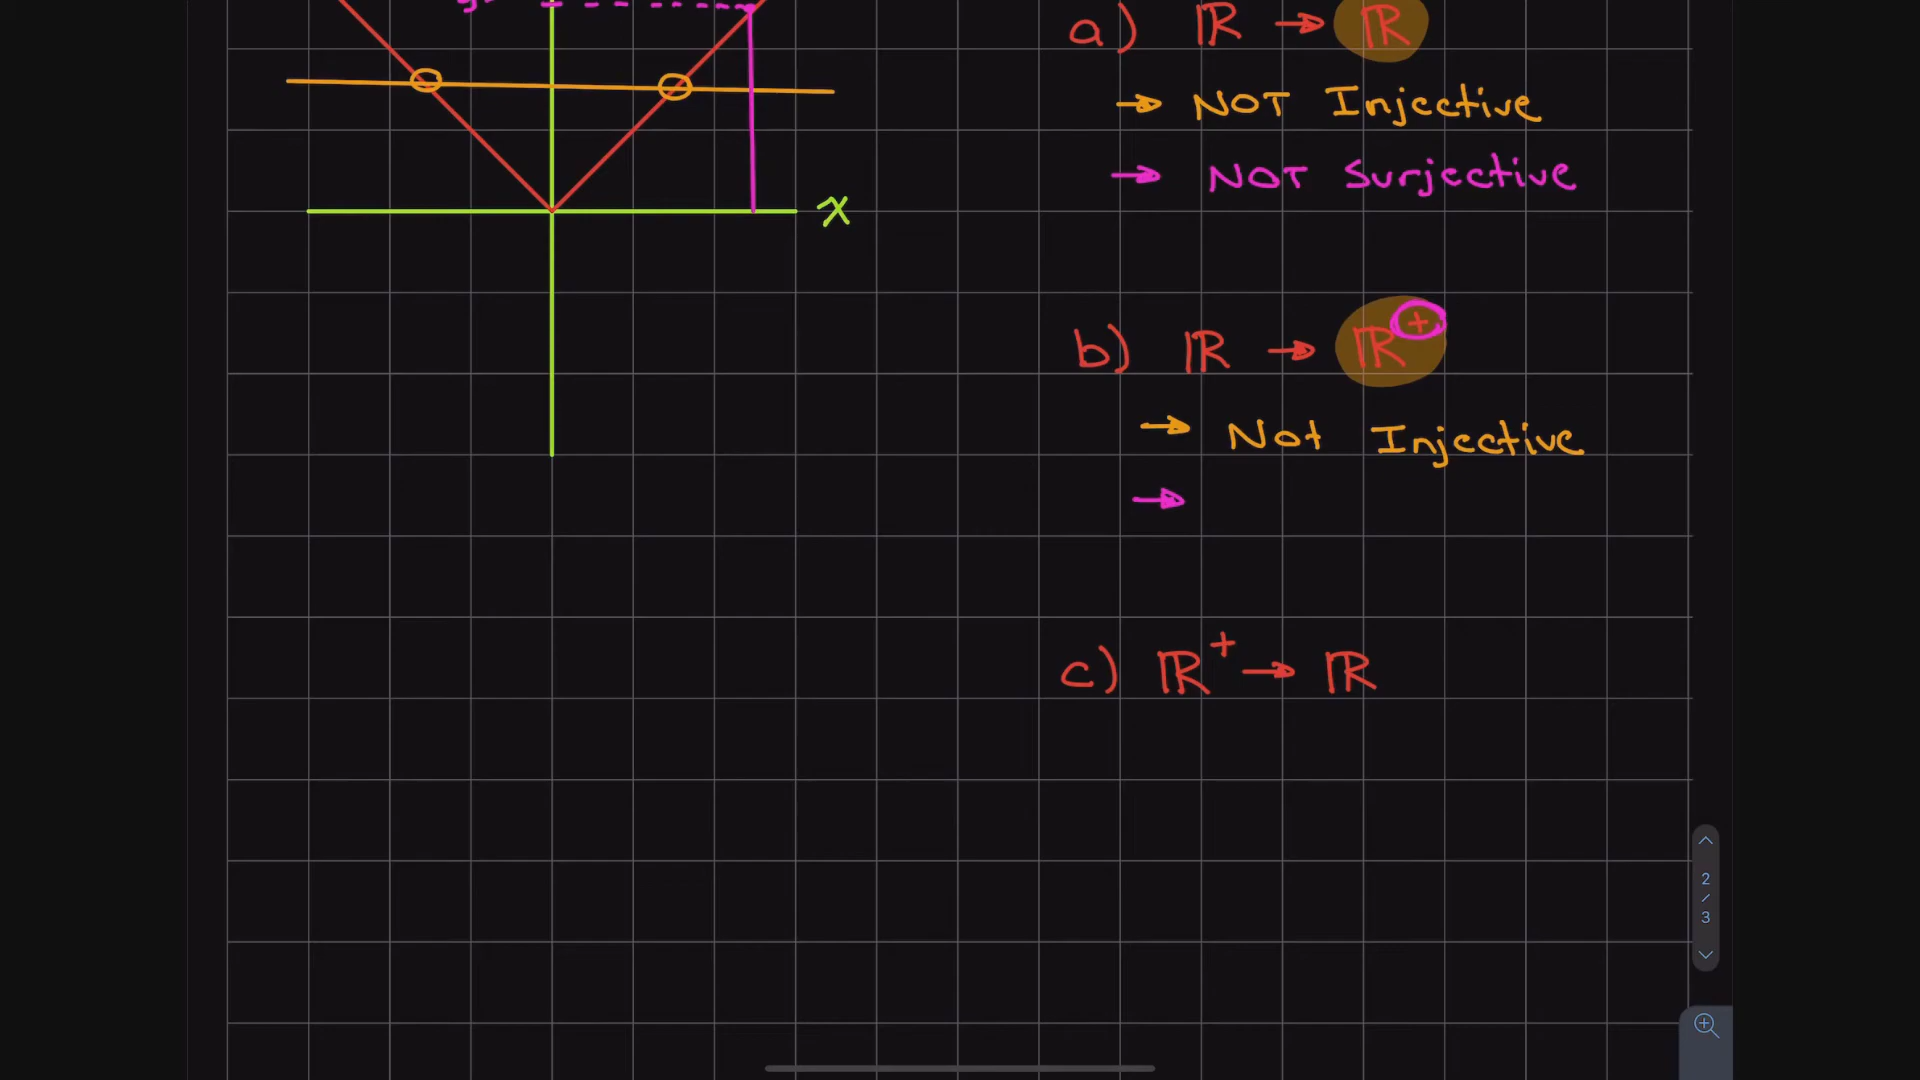 a) ℝ → ℝ
→ NOT Injective
→ NOT Surjective
x
b) ℝ → ℝ⁺
→ Not Injective
→
c) ℝ⁺ → ℝ
2
/
3